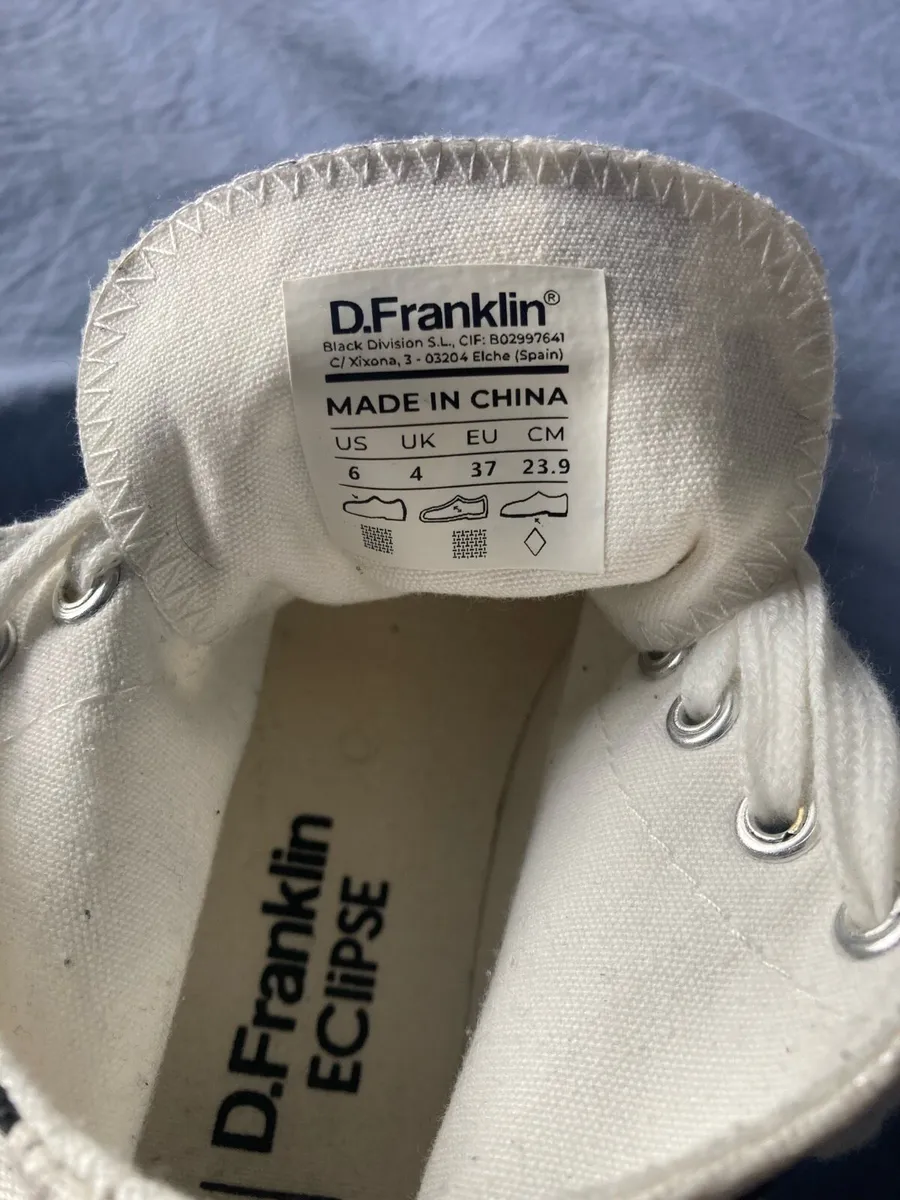 D.Franklin®
Black Division S.L., CIF: B02997641
C/ Xixona, 3 - 03204 Elche (Spain)
MADE IN CHINA
US UK EU CM
6 4 37 23.9
D.Franklin
ECliPSE